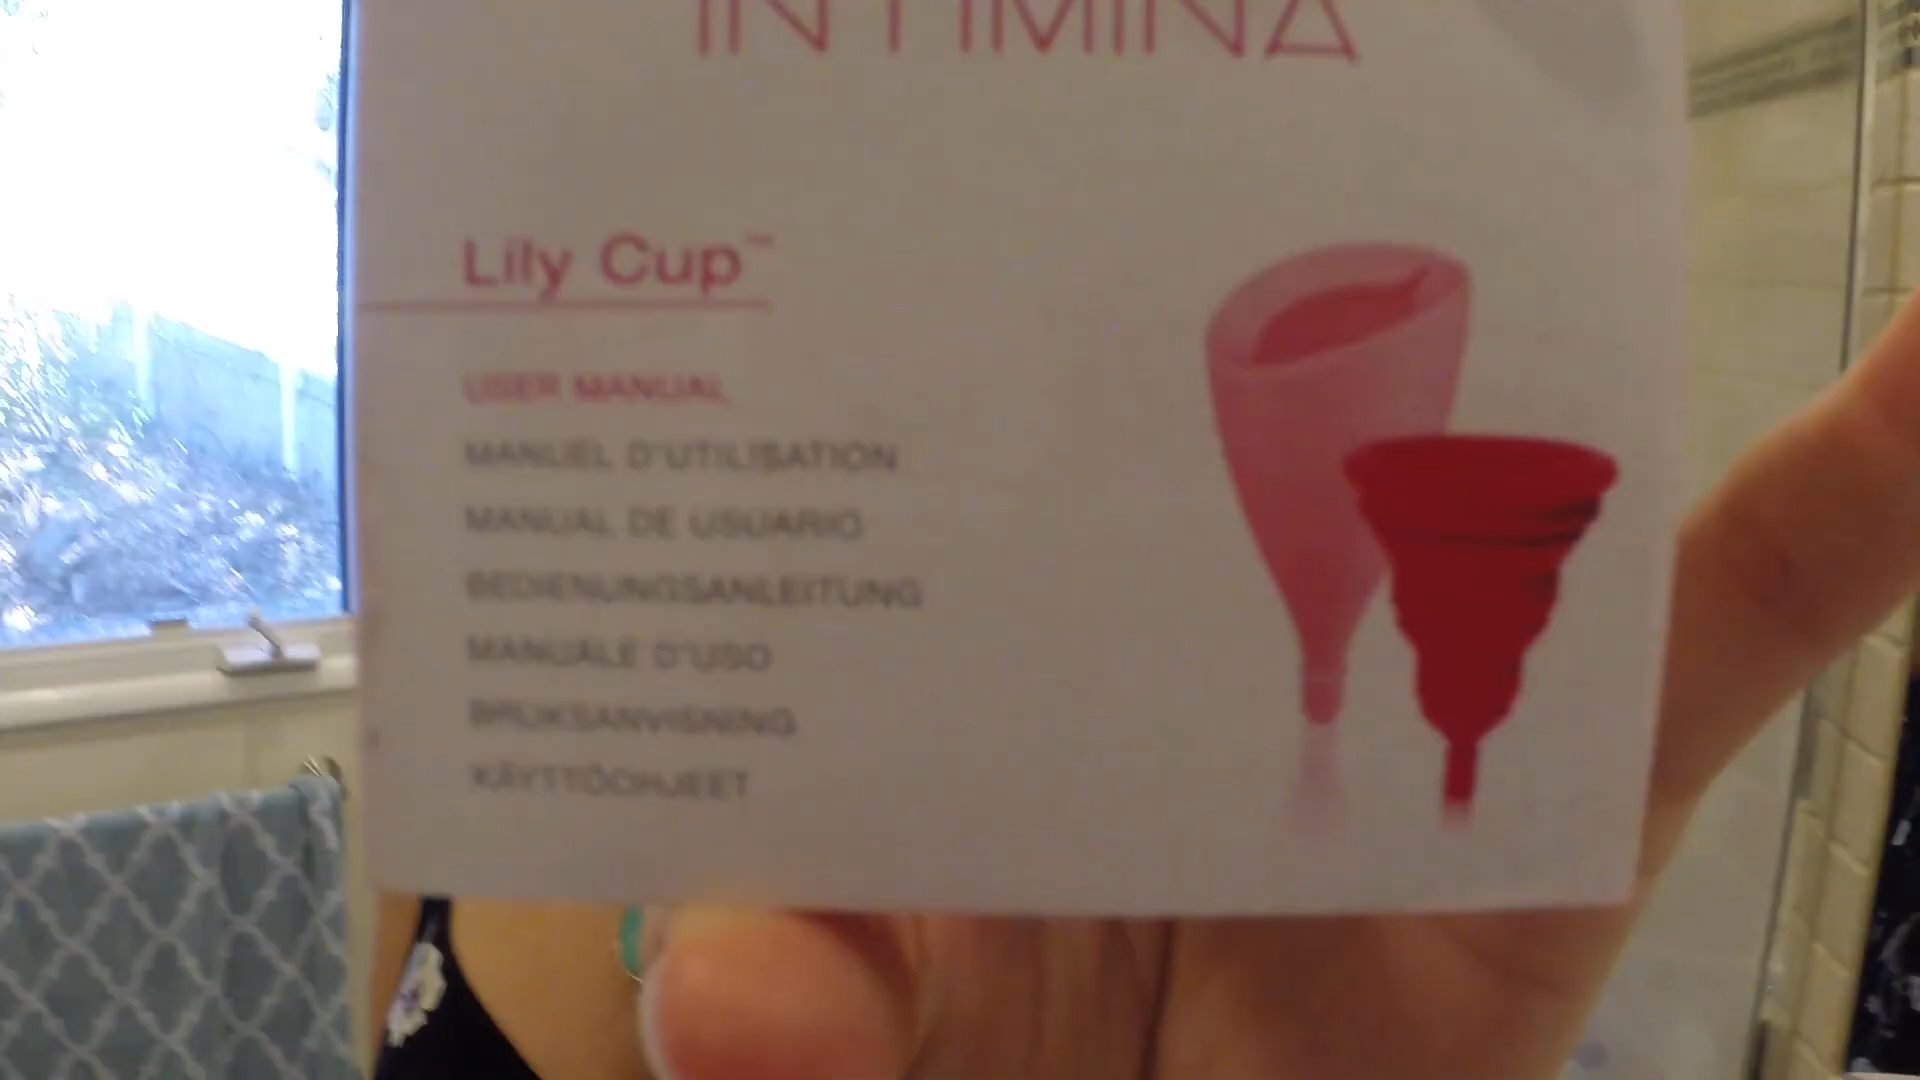 INTIMINA
Lily Cup™
USER MANUAL
MANUEL D'UTILISATION
MANUAL DE USUARIO
BEDIENUNGSANLEITUNG
MANUALE D'USO
BRUKSANVISNING
KÄYTTÖOHJEET